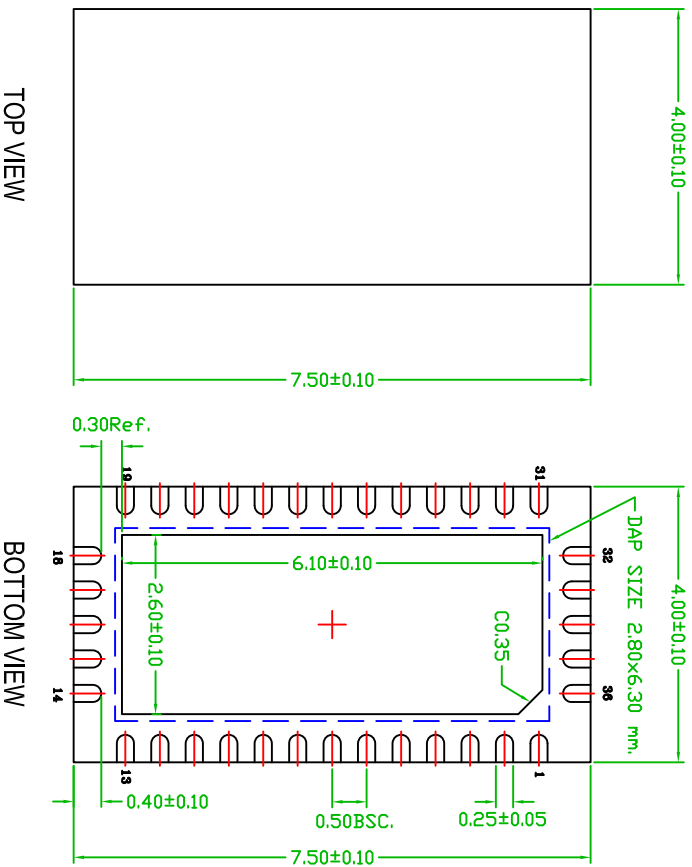 4.00±0.10
TOP VIEW
7.50±0.10
0.30Ref.
19
31
18
32
DAP SIZE 2.80x6.30 mm.
4.00±0.10
6.10±0.10
2.60±0.10
C0.35
BOTTOM VIEW
14
36
13
1
0.40±0.10
0.50BSC.
0.25±0.05
7.50±0.10